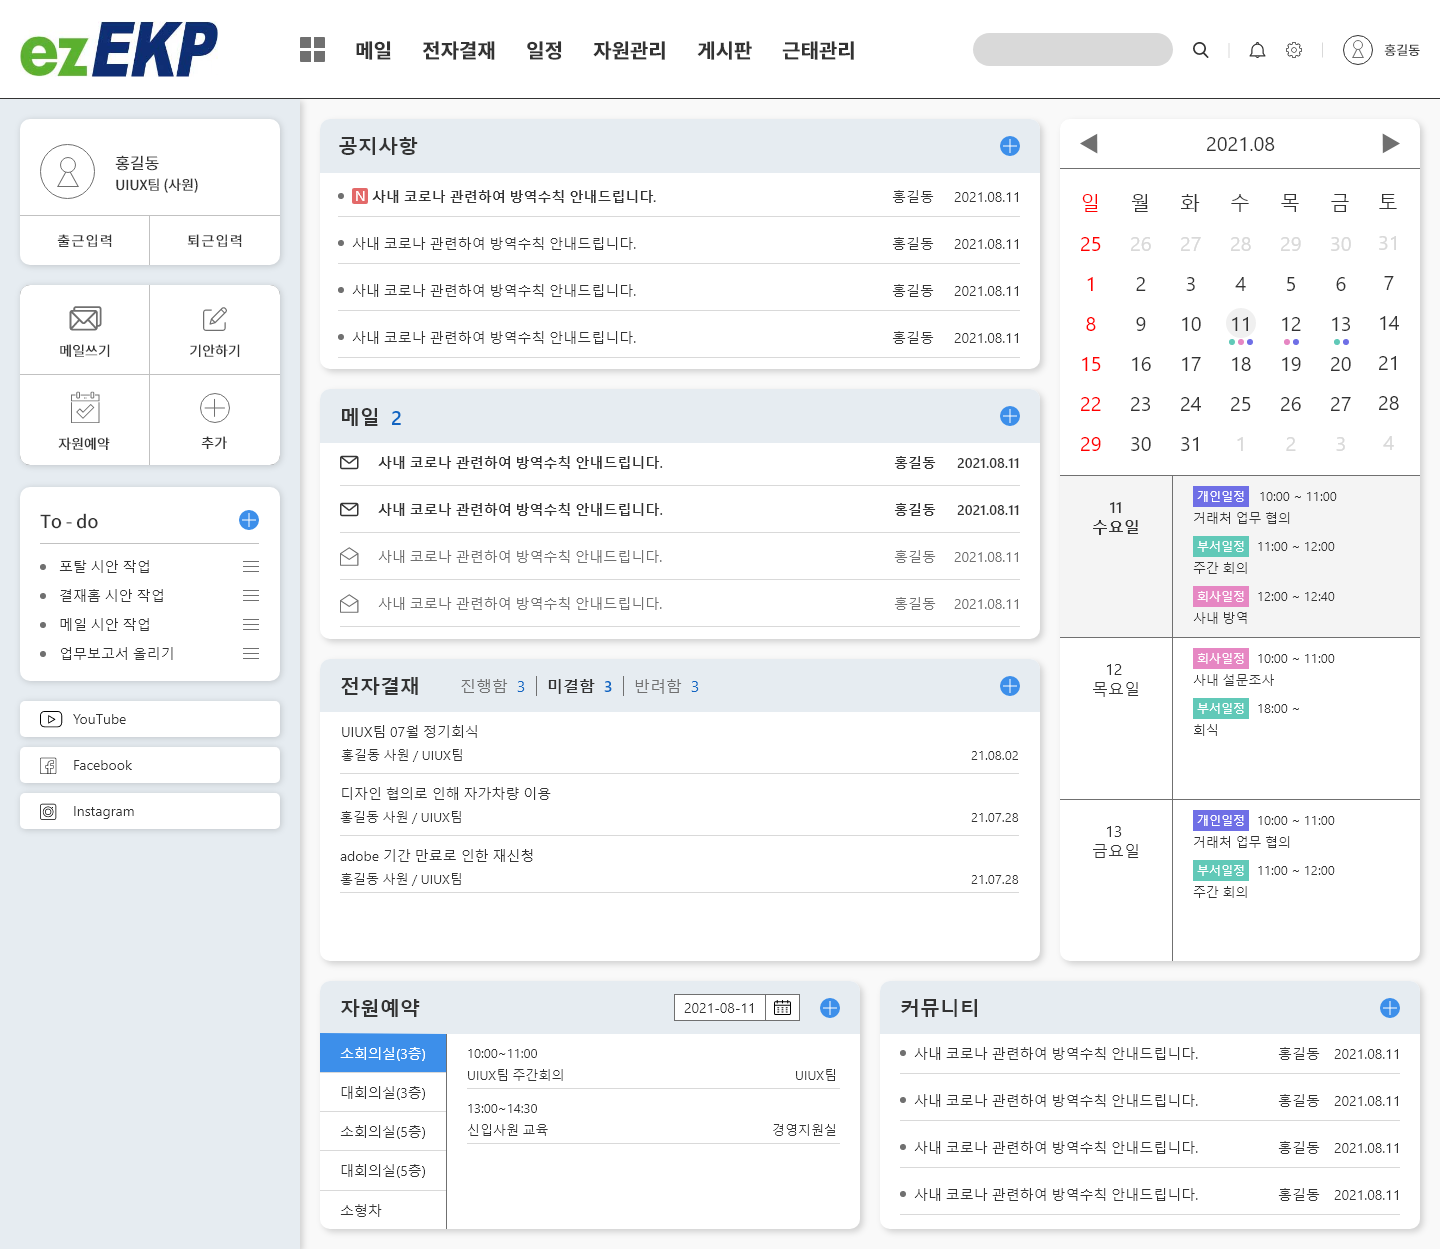 ezEKP
메일 전자결재 일정 자원관리 게시판 근태관리
홍길동
홍길동
UIUX팀 (사원)
출근입력 퇴근입력
메일쓰기 기안하기
자원예약 추가
To - do
포탈 시안 작업
결재홈 시안 작업
메일 시안 작업
업무보고서 올리기
YouTube
Facebook
Instagram
공지사항
N 사내 코로나 관련하여 방역수칙 안내드립니다. 홍길동 2021.08.11
사내 코로나 관련하여 방역수칙 안내드립니다. 홍길동 2021.08.11
사내 코로나 관련하여 방역수칙 안내드립니다. 홍길동 2021.08.11
사내 코로나 관련하여 방역수칙 안내드립니다. 홍길동 2021.08.11
메일 2
사내 코로나 관련하여 방역수칙 안내드립니다. 홍길동 2021.08.11
사내 코로나 관련하여 방역수칙 안내드립니다. 홍길동 2021.08.11
사내 코로나 관련하여 방역수칙 안내드립니다. 홍길동 2021.08.11
사내 코로나 관련하여 방역수칙 안내드립니다. 홍길동 2021.08.11
전자결재 진행함 3 미결함 3 반려함 3
UIUX팀 07월 정기회식
홍길동 사원 / UIUX팀 21.08.02
디자인 협의로 인해 자가차량 이용
홍길동 사원 / UIUX팀 21.07.28
adobe 기간 만료로 인한 재신청
홍길동 사원 / UIUX팀 21.07.28
2021.08
일 월 화 수 목 금 토
25 26 27 28 29 30 31
1 2 3 4 5 6 7
8 9 10 11 12 13 14
15 16 17 18 19 20 21
22 23 24 25 26 27 28
29 30 31 1 2 3 4
11
수요일
개인일정 10:00 ~ 11:00
거래처 업무 협의
부서일정 11:00 ~ 12:00
주간 회의
회사일정 12:00 ~ 12:40
사내 방역
12
목요일
회사일정 10:00 ~ 11:00
사내 설문조사
부서일정 18:00 ~
회식
13
금요일
개인일정 10:00 ~ 11:00
거래처 업무 협의
부서일정 11:00 ~ 12:00
주간 회의
자원예약 2021-08-11
소회의실(3층)
대회의실(3층)
소회의실(5층)
대회의실(5층)
소형차
10:00~11:00
UIUX팀 주간회의 UIUX팀
13:00~14:30
신입사원 교육 경영지원실
커뮤니티
사내 코로나 관련하여 방역수칙 안내드립니다. 홍길동 2021.08.11
사내 코로나 관련하여 방역수칙 안내드립니다. 홍길동 2021.08.11
사내 코로나 관련하여 방역수칙 안내드립니다. 홍길동 2021.08.11
사내 코로나 관련하여 방역수칙 안내드립니다. 홍길동 2021.08.11